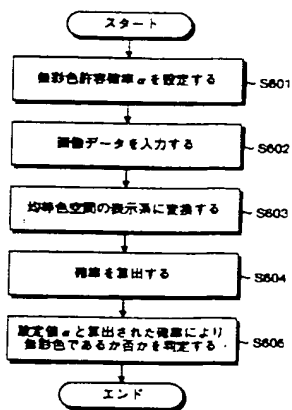 スタート
無彩色許容確率αを設定する
S601
画像データを入力する
S602
均等色空間の表示系に変換する
S603
確率を算出する
S604
設定値αと算出された確率により
無彩色であるか否かを判定する
S605
エンド